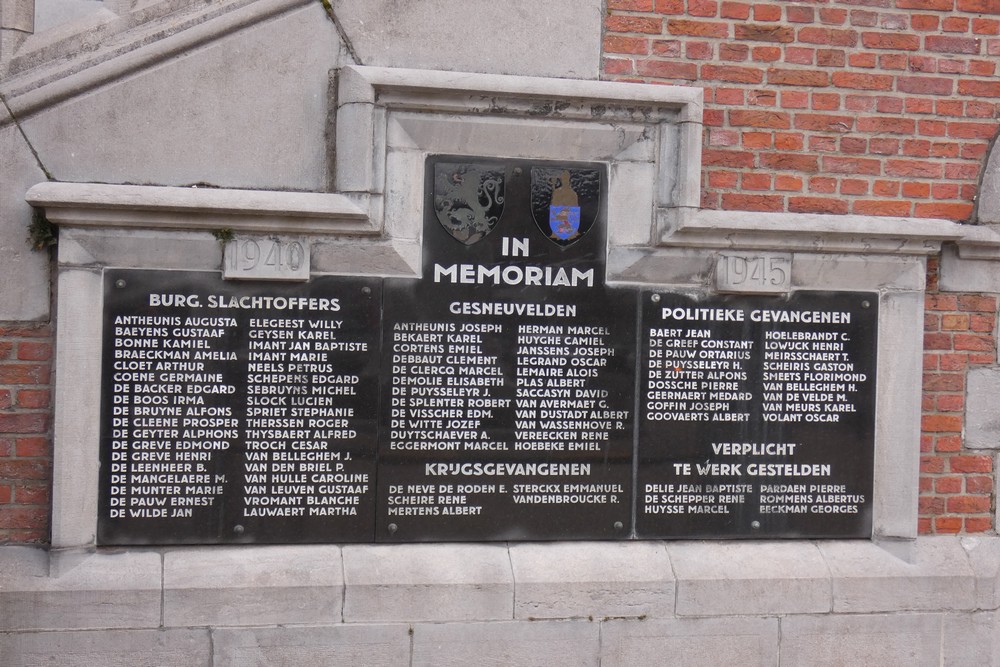 IN
MEMORIAM
1940
1945
BURG. SLACHTOFFERS
ANTHEUNIS AUGUSTA
BAEYENS GUSTAAF
BONNE KAMIEL
BRAECKMAN AMELIA
CLOET ARTHUR
COENE GERMAINE
DE BACKER EDGARD
DE BOOS IRMA
DE BRUYNE ALFONS
DE CLEENE PROSPER
DE GEYTER ALPHONS
DE GREVE EDMOND
DE GREVE HENRI
DE LEENHEER B.
DE MANGELAERE M.
DE MUNTER MARIE
DE PAUW ERNEST
DE WILDE JAN
ELEGEEST WILLY
GEYSEN KAREL
IMANT JAN BAPTISTE
IMANT MARIE
NEELS PETRUS
SCHEPENS EDGARD
SEBRUYNS MICHEL
SLOCK LUCIEN
SPRIET STEPHANIE
THERSSEN ROGER
THYSBAERT ALFRED
TROCH CESAR
VAN BELLEGHEM J.
VAN DEN BRIEL P.
VAN HULLE CAROLINE
VAN LEUVEN GUSTAAF
VROMANT BLANCHE
LAUWAERT MARTHA
GESNEUVELDEN
ANTHEUNIS JOSEPH
BEKAERT KAREL
CORTENS EMIEL
DEBBAUT CLEMENT
DE CLERCQ MARCEL
DEMOLIE ELISABETH
DE PUYSSELEYR J.
DE SPLENTER ROBERT
DE VISSCHER EDM.
DE WITTE JOZEF
DUYTSCHAEVER A.
EGGERMONT MARCEL
HERMAN MARCEL
HUYGHE CAMIEL
JANSSENS JOSEPH
LEGRAND OSCAR
LEMAIRE ALOIS
PLAS ALBERT
SACCASYN DAVID
VAN AVERMAET G.
VAN DUSTADT ALBERT
VAN WASSENHOVE R.
VEREECKEN RENE
HOEBEKE EMIEL
KRIJGSGEVANGENEN
DE NEVE DE RODEN E.
SCHEIRE RENE
MERTENS ALBERT
STERCKX EMMANUEL
VANDENBROUCKE R.
POLITIEKE GEVANGENEN
BAERT JEAN
DE GREEF CONSTANT
DE PAUW ORTARIUS
DE PUYSSELEYR H.
DE ZUTTER ALFONS
DOSSCHE PIERRE
GEERNAERT MEDARD
GOFFIN JOSEPH
GOOVAERTS ALBERT
HOELEBRANDT C.
LOWIJCK HENRI
MEIRSSCHAERT T.
SCHEIRIS GASTON
SMEETS FLORIMOND
VAN BELLEGHEM H.
VAN DE VELDE M.
VAN MEURS KAREL
VOLANT OSCAR
VERPLICHT
TE WERK GESTELDEN
DELIE JEAN BAPTISTE
DE SCHEPPER RENE
HUYSSE MARCEL
PARDAEN PIERRE
ROMMENS ALBERTUS
EECKMAN GEORGES